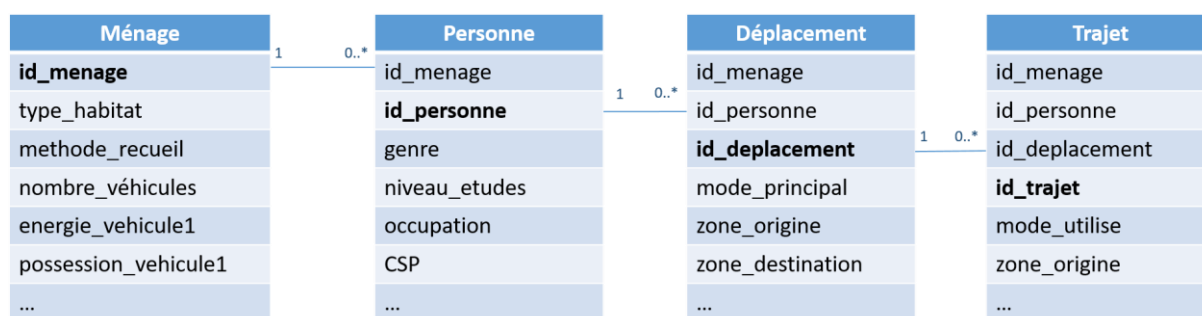 Ménage
id_menage
type_habitat
methode_recueil
nombre_véhicules
energie_vehicule1
possession_vehicule1
...
1 0..*
Personne
id_menage
id_personne
genre
niveau_etudes
occupation
CSP
...
1 0..*
Déplacement
id_menage
id_personne
id_deplacement
mode_principal
zone_origine
zone_destination
...
1 0..*
Trajet
id_menage
id_personne
id_deplacement
id_trajet
mode_utilise
zone_origine
...